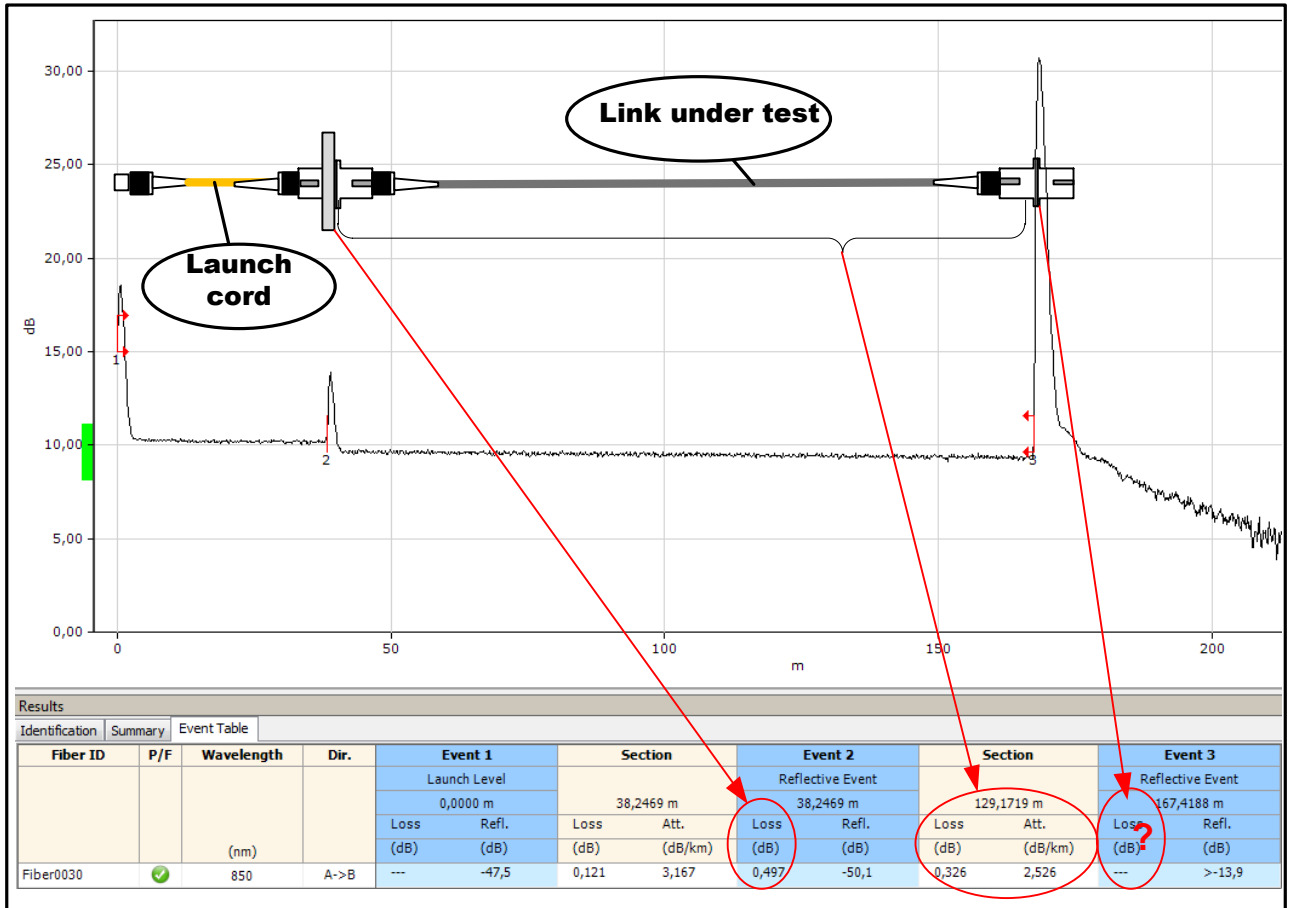 30,00
25,00
20,00
15,00
10,00
5,00
0,00
dB
Link under test
Launch
cord
1
2
3
0 50 100 150 200
m
Results
Identification Summary Event Table
Fiber ID P/F Wavelength Dir. Event 1 Section Event 2 Section Event 3
Launch Level Reflective Event Reflective Event
0,0000 m 38,2469 m 38,2469 m 129,1719 m 167,4188 m
Loss Refl. Loss Att. Loss Refl. Loss Att. Loss Refl.
?
(nm) (dB) (dB) (dB) (dB/km) (dB) (dB) (dB) (dB/km) (dB) (dB)
Fiber0030 850 A->B --- -47,5 0,121 3,167 0,497 -50,1 0,326 2,526 --- >-13,9